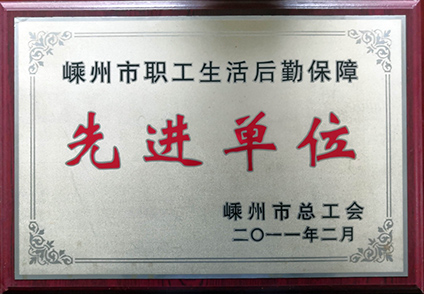 嵊州市职工生活后勤保障
先进单位
嵊州市总工会
二〇一一年二月